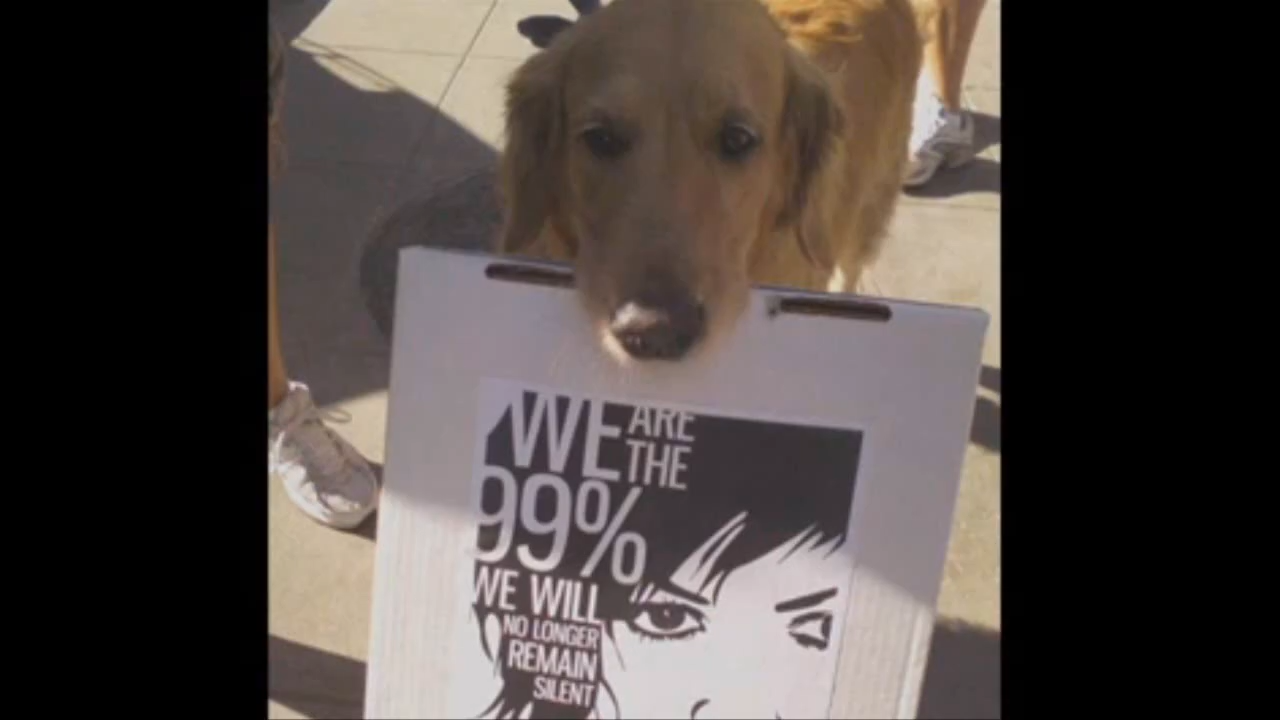 WE ARE
THE
99%
WE WILL
NO LONGER
REMAIN
SILENT